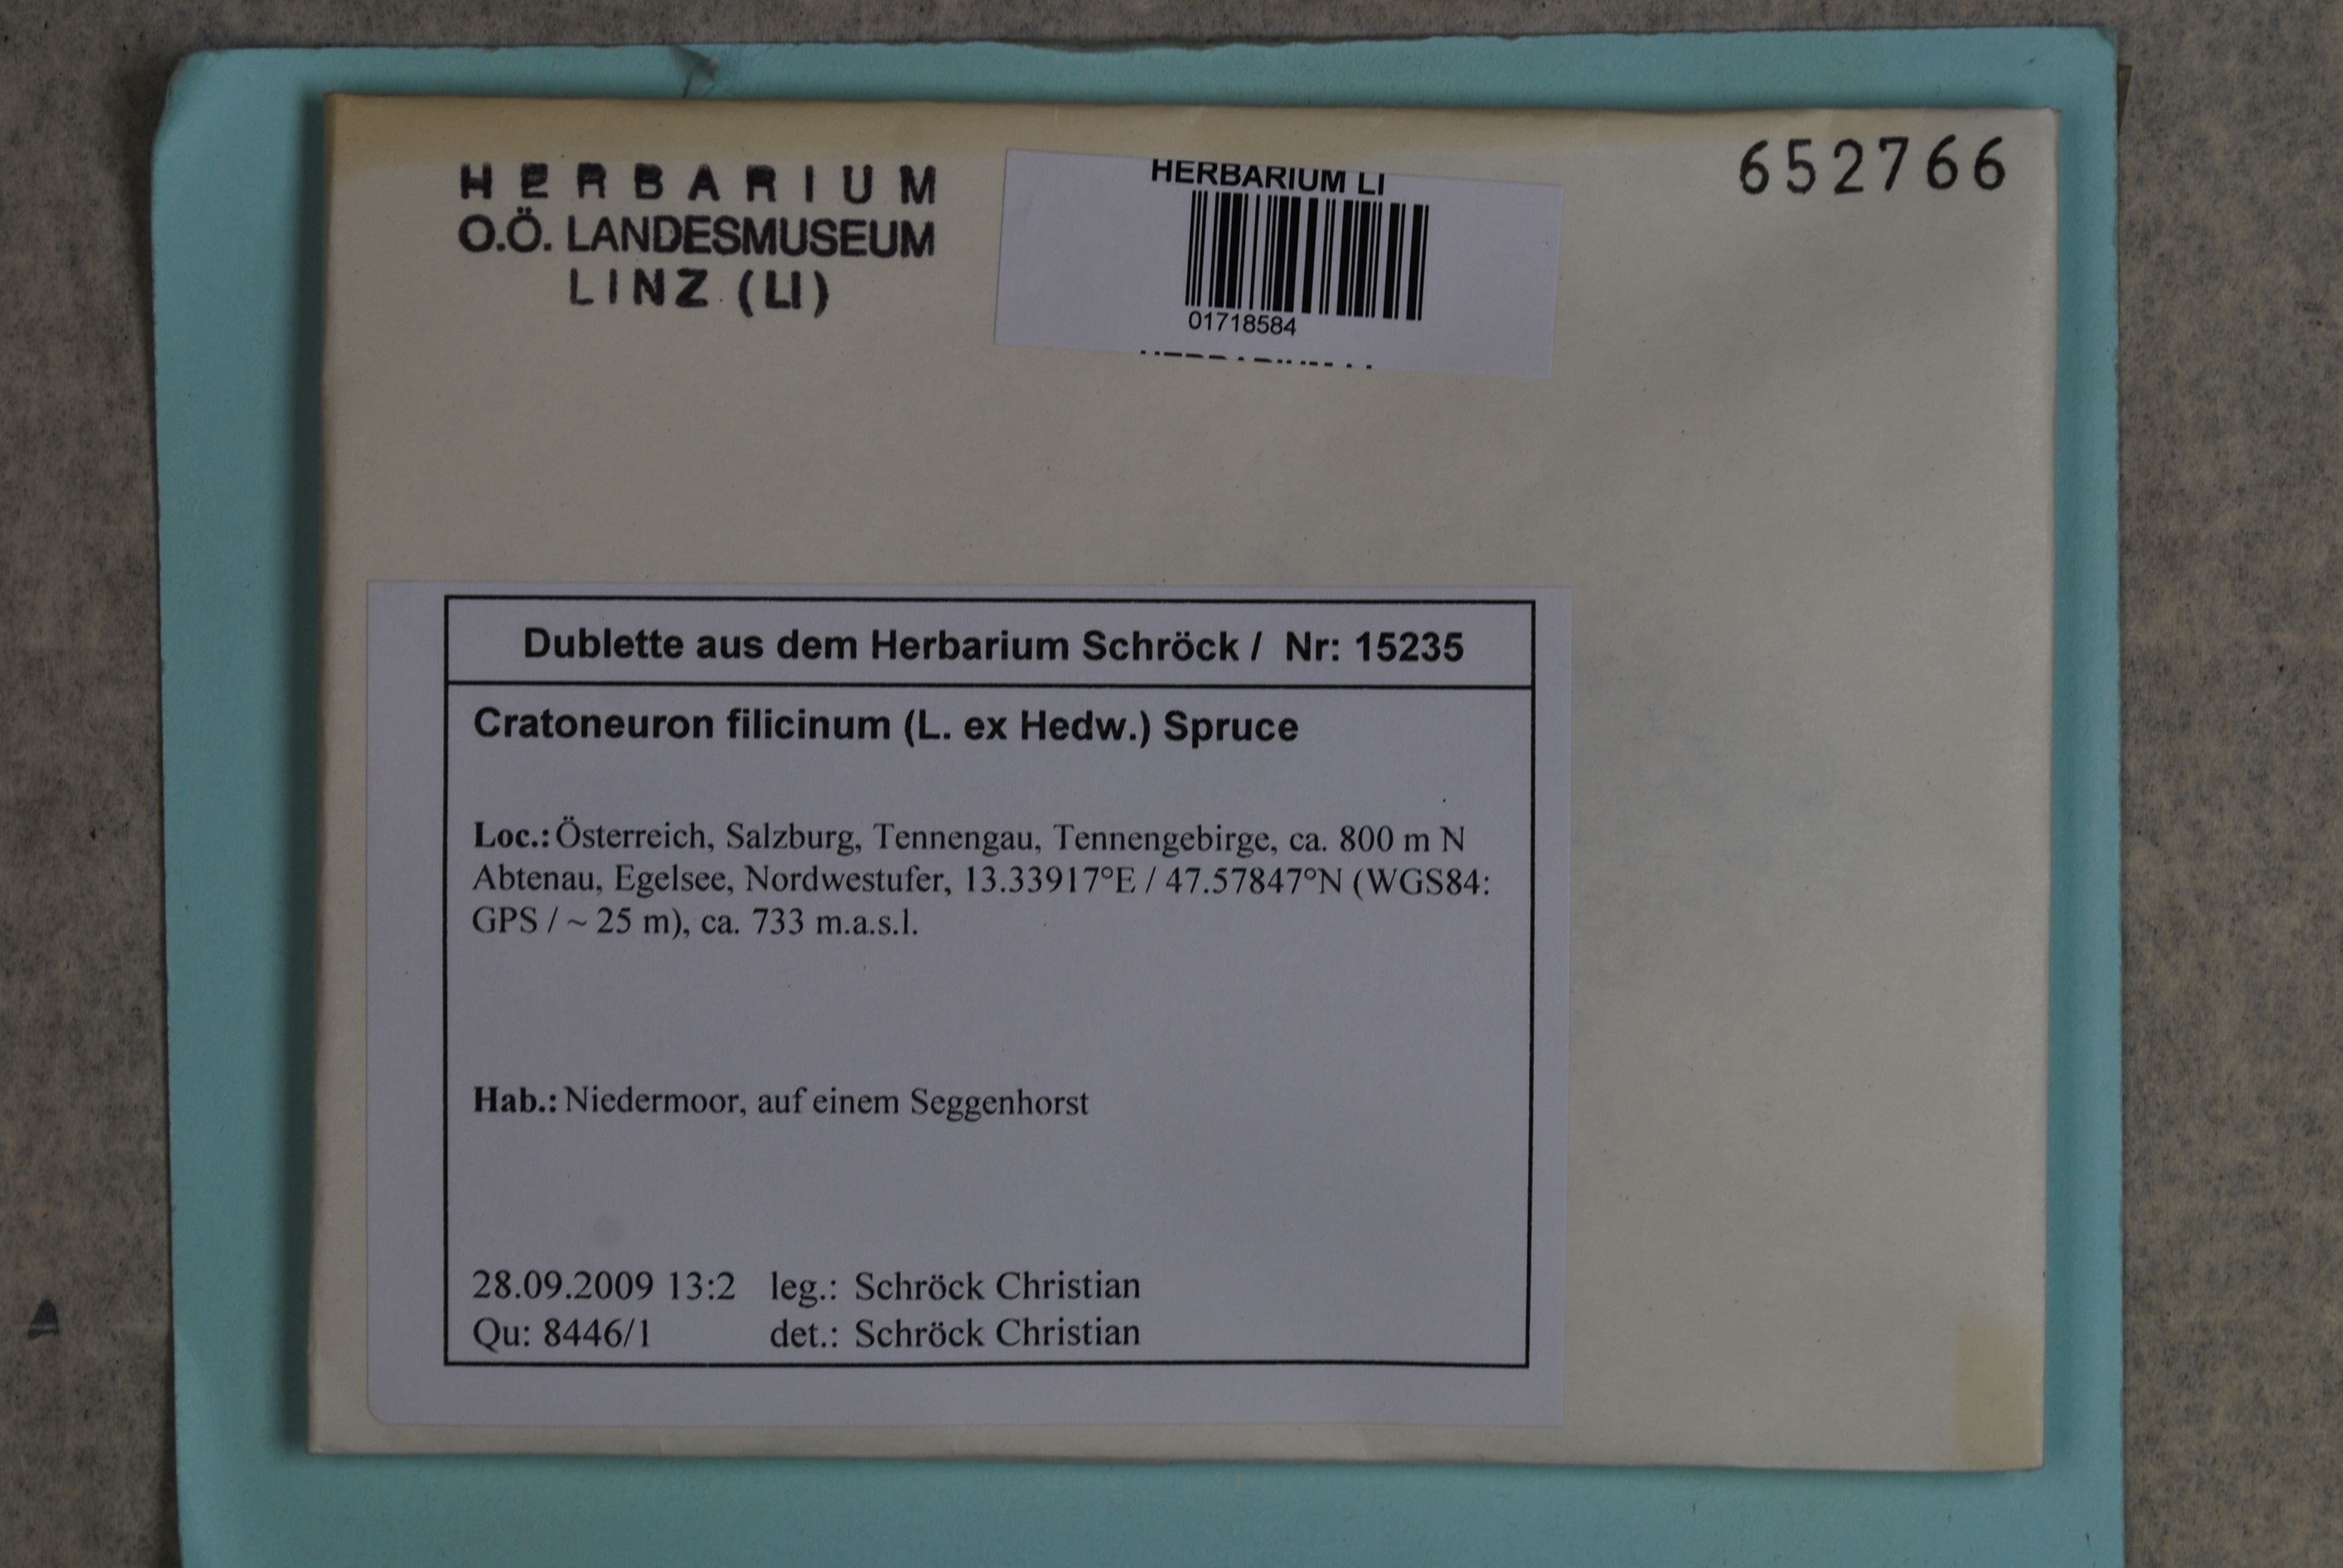 HERBARIUM
O.Ö. LANDESMUSEUM
LINZ (LI)
HERBARIUM LI
01718584
652766
Dublette aus dem Herbarium Schröck / Nr: 15235
Cratoneuron filicinum (L. ex Hedw.) Spruce
Loc.: Österreich, Salzburg, Tennengau, Tennengebirge, ca. 800 m N
Abtenau, Egelsee, Nordwestufer, 13.33917°E / 47.57847°N (WGS84:
GPS / ~ 25 m), ca. 733 m.a.s.l.
Hab.: Niedermoor, auf einem Seggenhorst
28.09.2009 13:2 leg.: Schröck Christian
Qu: 8446/1 det.: Schröck Christian